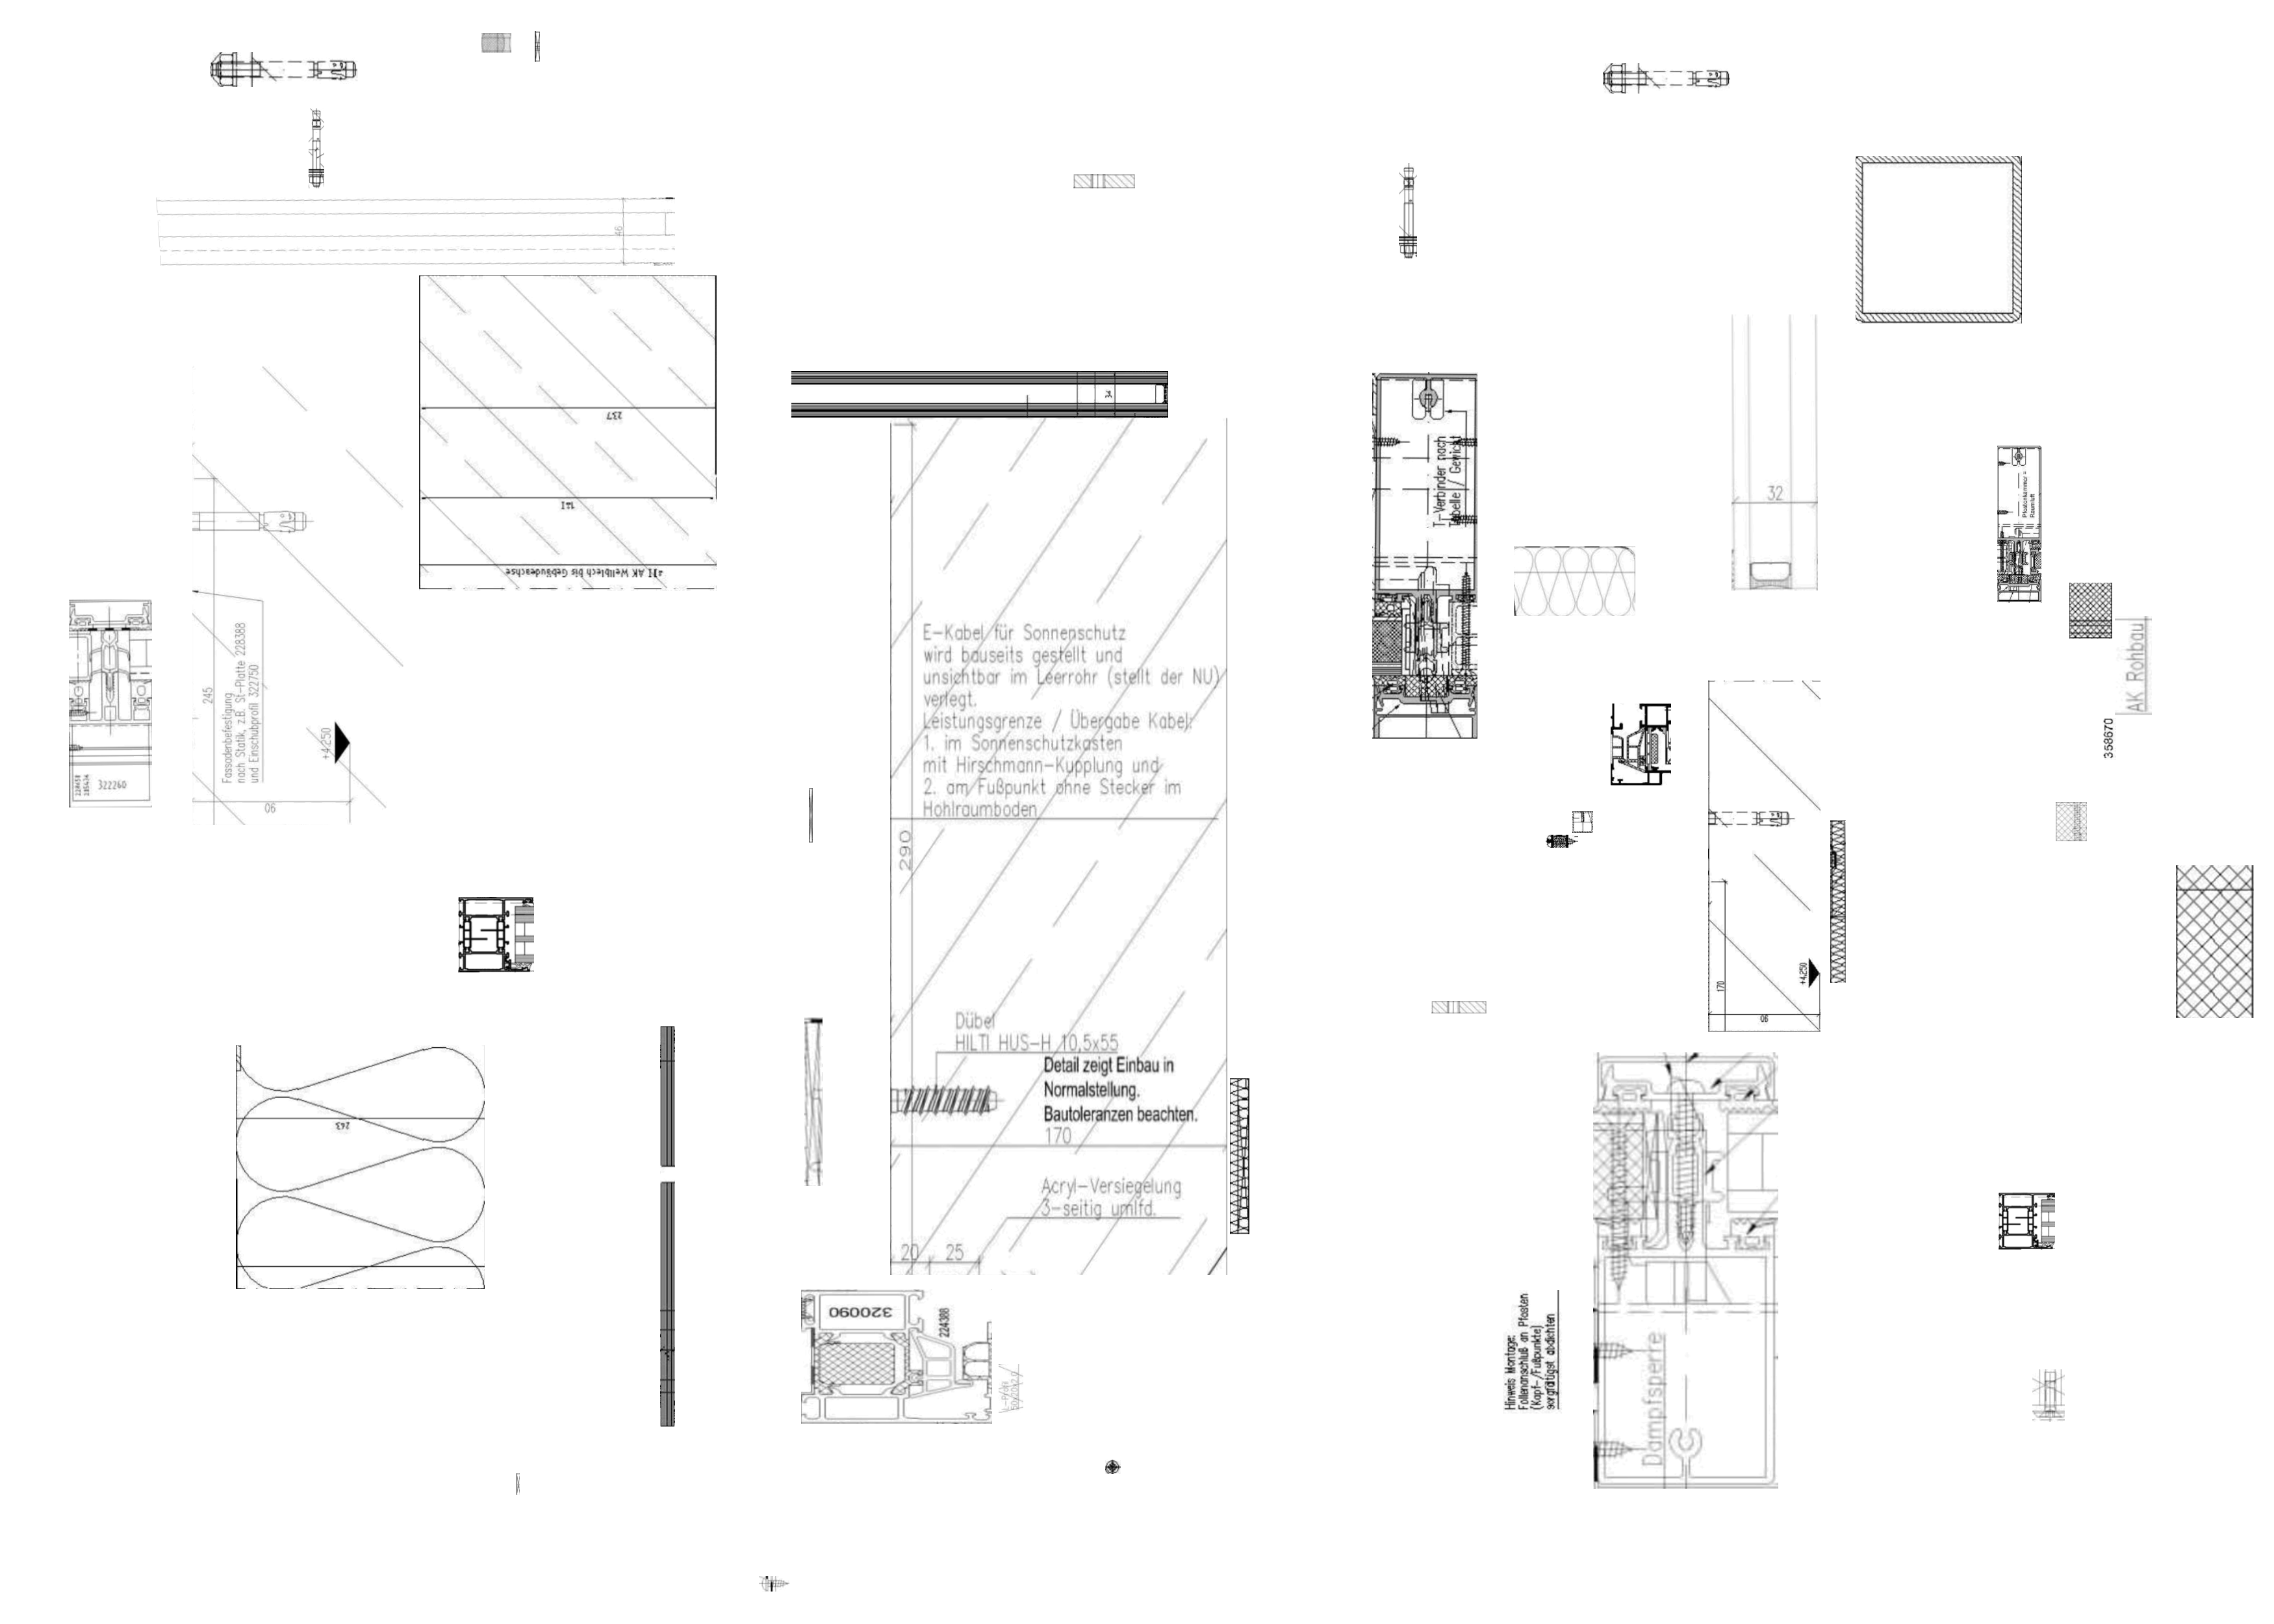 46
237
141
+11 AK Wellblech bis Gebäudeachse
245
Fassadenbefestigung
nach Statik, z.B. St-Platte 228388
und Einschubprofil 322750
+4.250
90
322260
243
34
E-Kabel für Sonnenschutz
wird bauseits gestellt und
unsichtbar im Leerrohr (stellt der NU)
verlegt.
Leistungsgrenze / Übergabe Kabel:
1. im Sonnenschutzkasten
mit Hirschmann-Kupplung und
2. am Fußpunkt ohne Stecker im
Hohlraumboden
290
Dübel
HILTI HUS-H 10,5x55
Detail zeigt Einbau in
Normalstellung.
Bautoleranzen beachten.
170
Acryl-Versiegelung
3-seitig umlfd.
20 25
320090
224388
T-Verbinder nach
Tabelle / Gewicht
32
AK Rohbau
358670
+4.250
170
90
Hinweis Montage:
Folienanschluß an Pfosten
(Kopf-/Fußpunkte)
sorgfältigst abdichten
Dampfsperre